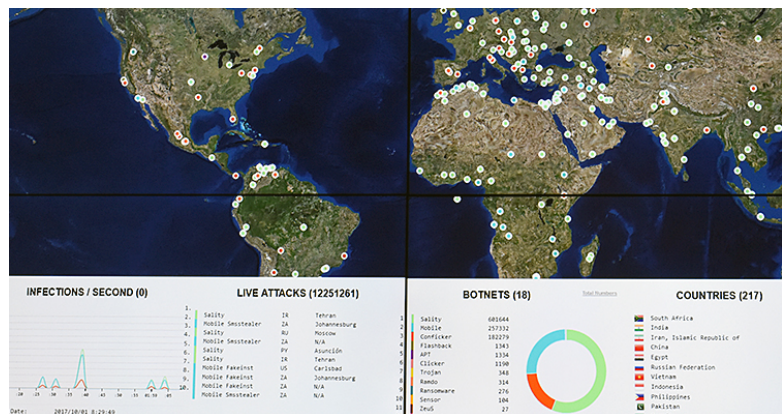 INFECTIONS / SECOND (0)
LIVE ATTACKS (12251261)
1.
2. Sality IR Tehran
3. Mobile Smsstealer ZA Johannesburg
4. Sality RU Moscow
5. Mobile Smsstealer ZA N/A
6. Sality PY Asunción
7. Sality IR Tehran
8. Mobile Fakeinst US Carlsbad
9. Mobile Fakeinst ZA Johannesburg
10. Mobile Fakeinst ZA N/A
Mobile Fakeinst ZA N/A
Date: 2017/10/01 8:29:49
BOTNETS (18)
Total Numbers
1 Sality 601644
2 Mobile 257332
3 Conficker 182279
4 Flashback 1343
5 APT 1334
6 Clicker 1190
7 Trojan 348
8 Ramdo 314
9 Ransomware 276
10 Sensor 104
11 ZeuS 27
COUNTRIES (217)
South Africa
India
Iran, Islamic Republic of
China
Egypt
Russian Federation
Vietnam
Indonesia
Philippines
Pakistan